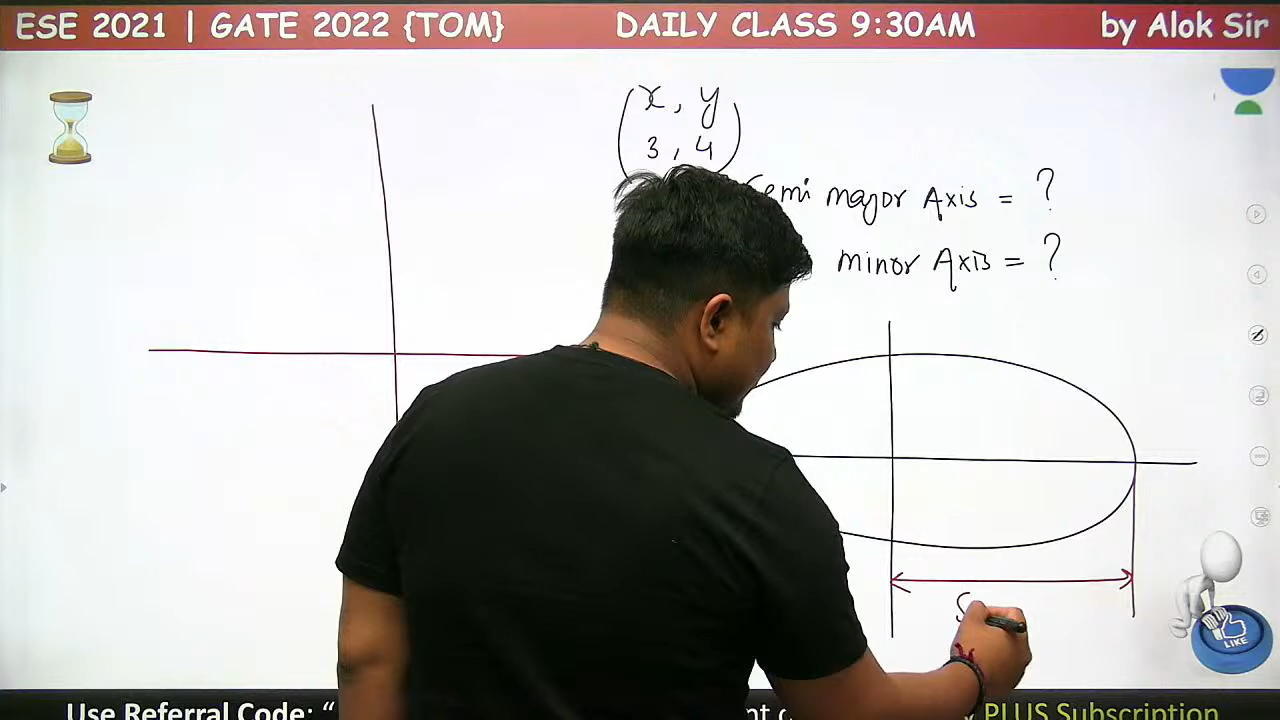 ESE 2021 | GATE 2022 {TOM} DAILY CLASS 9:30AM by Alok Sir
x, y
3, 4
Semi major Axis = ?
minor Axis = ?
S
LIKE
Use Referral Code: “ PLUS Subscription